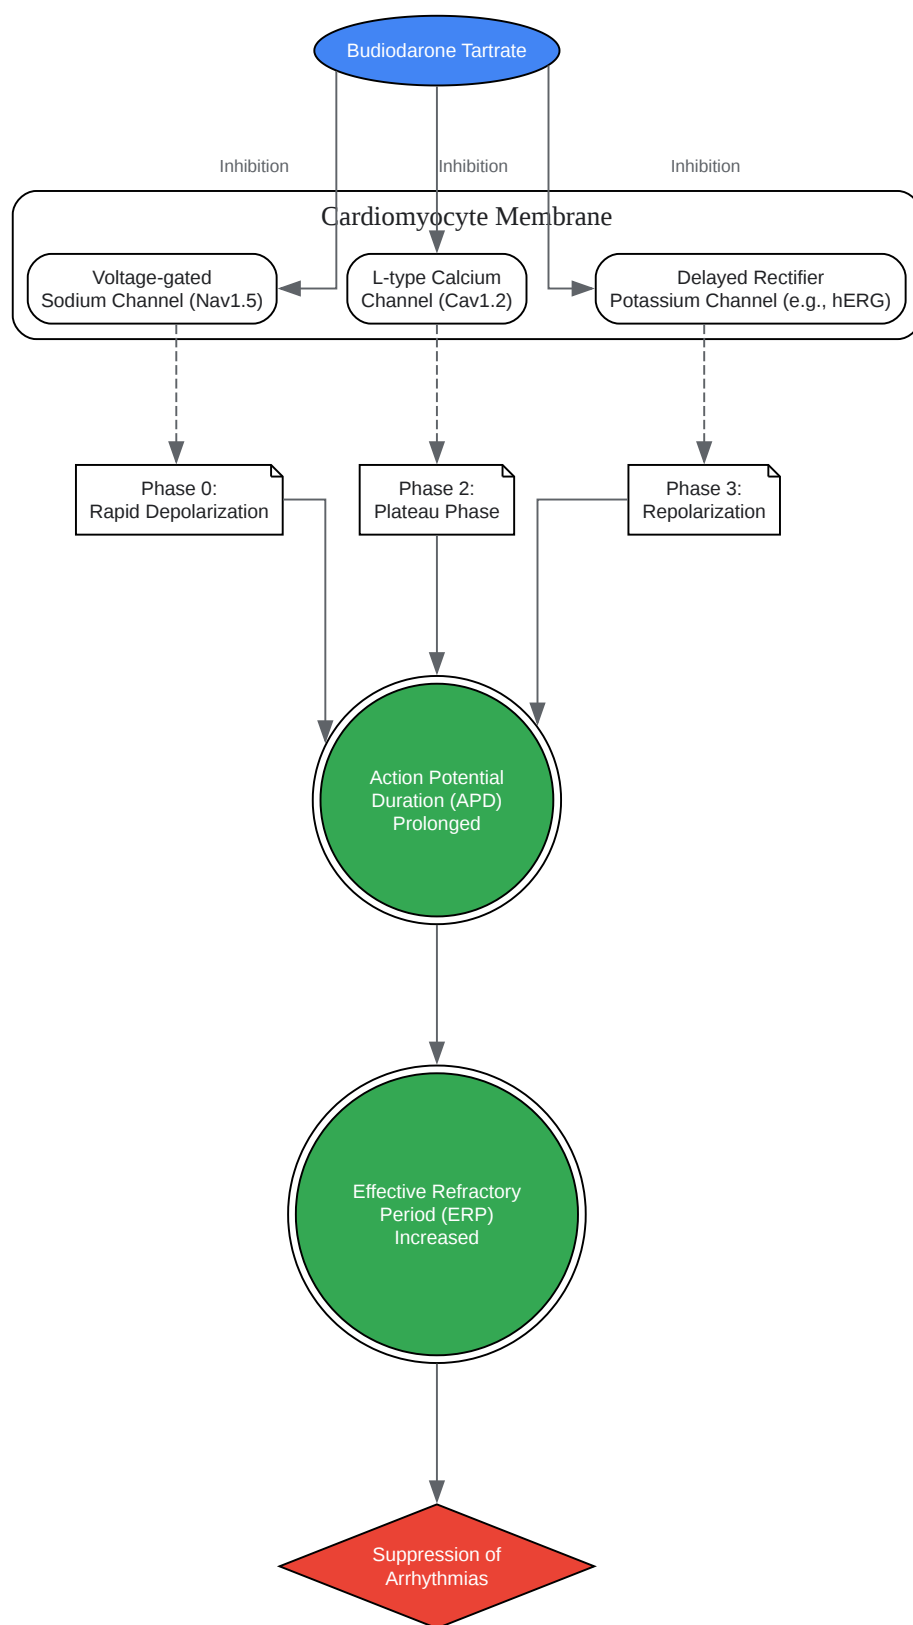 Budiodarone Tartrate
Inhibition
Inhibition
Inhibition
Cardiomyocyte Membrane
Voltage-gated
Sodium Channel (Nav1.5)
L-type Calcium
Channel (Cav1.2)
Delayed Rectifier
Potassium Channel (e.g., hERG)
Phase 0:
Rapid Depolarization
Phase 2:
Plateau Phase
Phase 3:
Repolarization
Action Potential
Duration (APD)
Prolonged
Effective Refractory
Period (ERP)
Increased
Suppression of
Arrhythmias